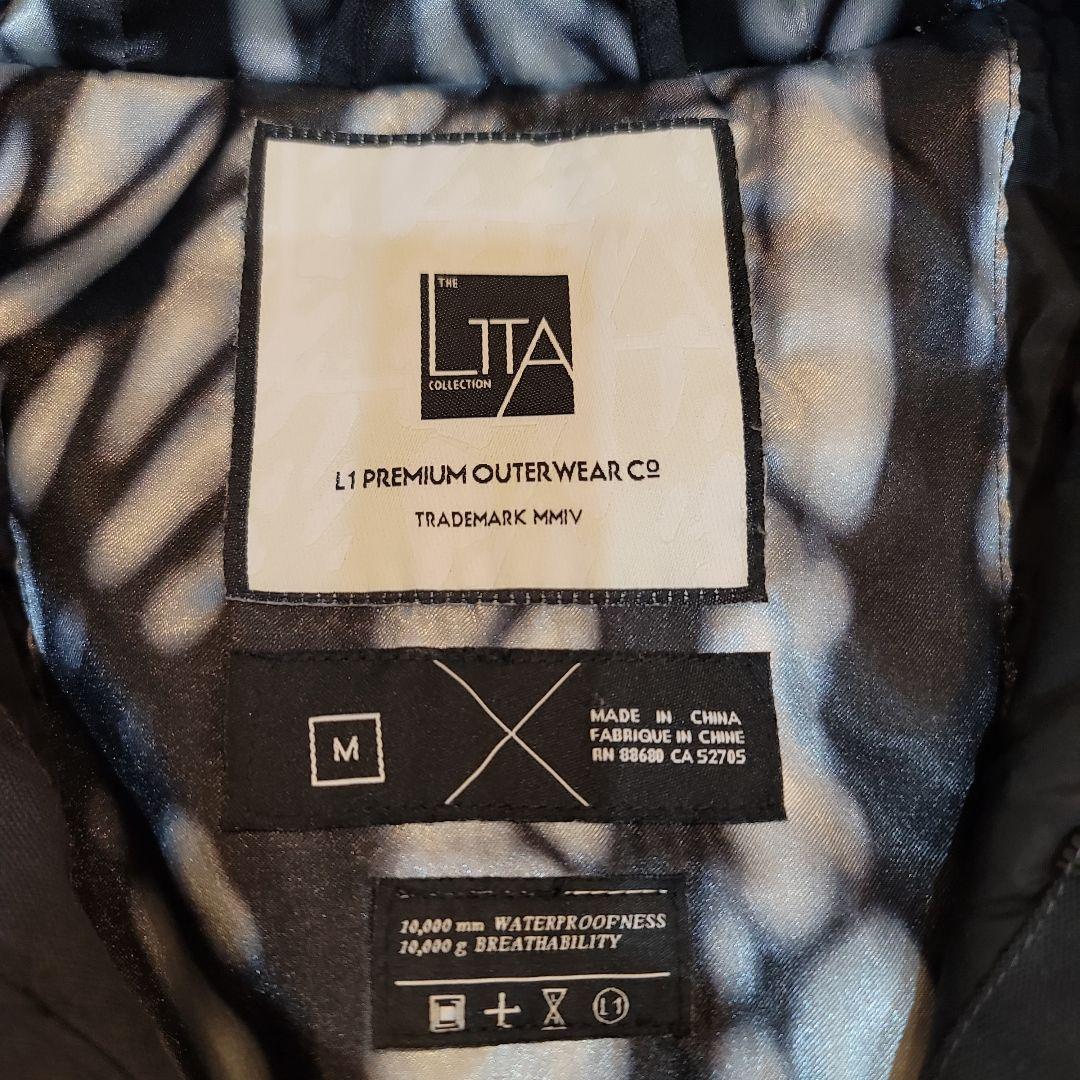 THE
LITA
COLLECTION
L1 PREMIUM OUTERWEAR Cº
TRADEMARK MMIV
M
MADE IN CHINA
FABRIQUE IN CHINE
RN 88680 CA 52705
10,000 mm WATERPROOFNESS
10,000 g BREATHABILITY
L1